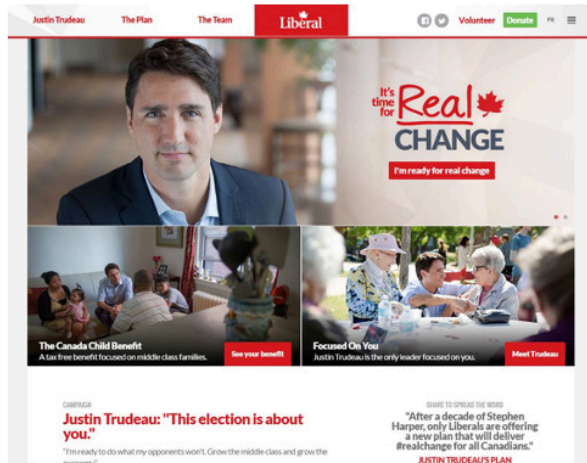 Justin Trudeau
The Plan
The Team
Liberal
Volunteer
Donate
FR
It's
time
for
Real
CHANGE
I'm ready for real change
The Canada Child Benefit
A tax free benefit focused on middle class families.
See your benefit
Focused On You
Justin Trudeau is the only leader focused on you.
Meet Trudeau
CAMPAIGN
Justin Trudeau: "This election is about
you."
"I'm ready to do what my opponents won't. Grow the middle class and grow the
SHARE TO SPREAD THE WORD
"After a decade of Stephen
Harper, only Liberals are offering
a new plan that will deliver
#realchange for all Canadians."
JUSTIN TRUDEAU'S PLAN